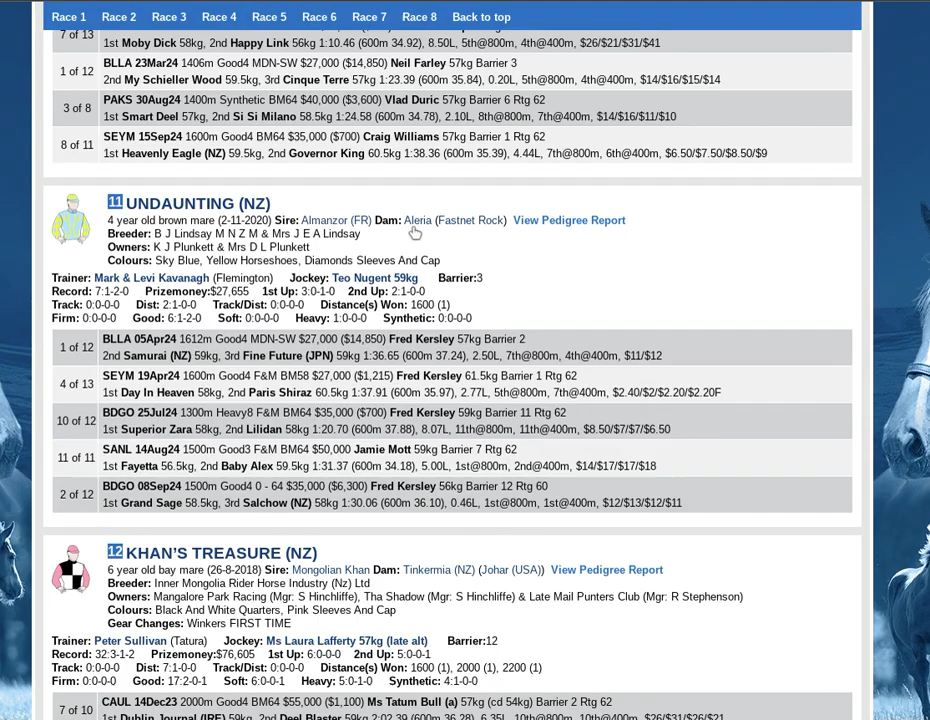 Race 1 Race 2 Race 3 Race 4 Race 5 Race 6 Race 7 Race 8 Back to top
7 of 13
1st Moby Dick 58kg, 2nd Happy Link 56kg 1:10.46 (600m 34.92), 8.50L, 5th@800m, 4th@400m, $26/$21/$31/$41
1 of 12 BLLA 23Mar24 1406m Good4 MDN-SW $27,000 ($14,850) Neil Farley 57kg Barrier 3
2nd My Schieller Wood 59.5kg, 3rd Cinque Terre 57kg 1:23.39 (600m 35.84), 0.20L, 5th@800m, 4th@400m, $14/$16/$15/$14
3 of 8 PAKS 30Aug24 1400m Synthetic BM64 $40,000 ($3,600) Vlad Duric 57kg Barrier 6 Rtg 62
1st Smart Deel 57kg, 2nd Si Si Milano 58.5kg 1:24.58 (600m 34.78), 2.10L, 8th@800m, 7th@400m, $14/$16/$11/$10
8 of 11 SEYM 15Sep24 1600m Good4 BM64 $35,000 ($700) Craig Williams 57kg Barrier 1 Rtg 62
1st Heavenly Eagle (NZ) 59.5kg, 2nd Governor King 60.5kg 1:38.36 (600m 35.39), 4.44L, 7th@800m, 6th@400m, $6.50/$7.50/$8.50/$9
11 UNDAUNTING (NZ)
4 year old brown mare (2-11-2020) Sire: Almanzor (FR) Dam: Aleria (Fastnet Rock) View Pedigree Report
Breeder: B J Lindsay M N Z M & Mrs J E A Lindsay
Owners: K J Plunkett & Mrs D L Plunkett
Colours: Sky Blue, Yellow Horseshoes, Diamonds Sleeves And Cap
Trainer: Mark & Levi Kavanagh (Flemington) Jockey: Teo Nugent 59kg Barrier:3
Record: 7:1-2-0 Prizemoney:$27,655 1st Up: 3:0-1-0 2nd Up: 2:1-0-0
Track: 0:0-0-0 Dist: 2:1-0-0 Track/Dist: 0:0-0-0 Distance(s) Won: 1600 (1)
Firm: 0:0-0-0 Good: 6:1-2-0 Soft: 0:0-0-0 Heavy: 1:0-0-0 Synthetic: 0:0-0-0
1 of 12 BLLA 05Apr24 1612m Good4 MDN-SW $27,000 ($14,850) Fred Kersley 57kg Barrier 2
2nd Samurai (NZ) 59kg, 3rd Fine Future (JPN) 59kg 1:36.65 (600m 37.24), 2.50L, 7th@800m, 4th@400m, $11/$12
4 of 13 SEYM 19Apr24 1600m Good4 F&M BM58 $27,000 ($1,215) Fred Kersley 61.5kg Barrier 1 Rtg 62
1st Day In Heaven 58kg, 2nd Paris Shiraz 60.5kg 1:37.91 (600m 35.97), 2.77L, 5th@800m, 7th@400m, $2.40/$2/$2.20/$2.20F
10 of 12 BDGO 25Jul24 1300m Heavy8 F&M BM64 $35,000 ($700) Fred Kersley 59kg Barrier 11 Rtg 62
1st Superior Zara 58kg, 2nd Lilidan 58kg 1:20.70 (600m 37.88), 8.07L, 11th@800m, 11th@400m, $8.50/$7/$7/$6.50
11 of 11 SANL 14Aug24 1500m Good3 F&M BM64 $50,000 Jamie Mott 59kg Barrier 7 Rtg 62
1st Fayetta 56.5kg, 2nd Baby Alex 59.5kg 1:31.37 (600m 34.18), 5.00L, 1st@800m, 2nd@400m, $14/$17/$17/$18
2 of 12 BDGO 08Sep24 1500m Good4 0 - 64 $35,000 ($6,300) Fred Kersley 56kg Barrier 12 Rtg 60
1st Grand Sage 58.5kg, 3rd Salchow (NZ) 58kg 1:30.06 (600m 36.10), 0.46L, 1st@800m, 1st@400m, $12/$13/$12/$11
12 KHAN'S TREASURE (NZ)
6 year old bay mare (26-8-2018) Sire: Mongolian Khan Dam: Tinkermia (NZ) (Johar (USA)) View Pedigree Report
Breeder: Inner Mongolia Rider Horse Industry (Nz) Ltd
Owners: Mangalore Park Racing (Mgr: S Hinchliffe), Tha Shadow (Mgr: S Hinchliffe) & Late Mail Punters Club (Mgr: R Stephenson)
Colours: Black And White Quarters, Pink Sleeves And Cap
Gear Changes: Winkers FIRST TIME
Trainer: Peter Sullivan (Tatura) Jockey: Ms Laura Lafferty 57kg (late alt) Barrier:12
Record: 32:3-1-2 Prizemoney:$76,605 1st Up: 6:0-0-0 2nd Up: 5:0-1-0
Track: 0:0-0-0 Dist: 7:1-0-0 Track/Dist: 0:0-0-0 Distance(s) Won: 1600 (1), 2000 (1), 2200 (1)
Firm: 0:0-0-0 Good: 17:2-0-1 Soft: 6:0-0-1 Heavy: 5:0-1-0 Synthetic: 4:1-0-0
7 of 10 CAUL 14Dec23 2000m Good4 BM64 $55,000 ($1,100) Ms Tatum Bull (a) 57kg (cd 54kg) Barrier 2 Rtg 62
1st Dublin Journal (IRE) 59kg, 2nd Deel Blaster 59kg 2:02.39 (600m 36.28), 6.35L, 10th@800m, 10th@400m, $26/$31/$26/$21